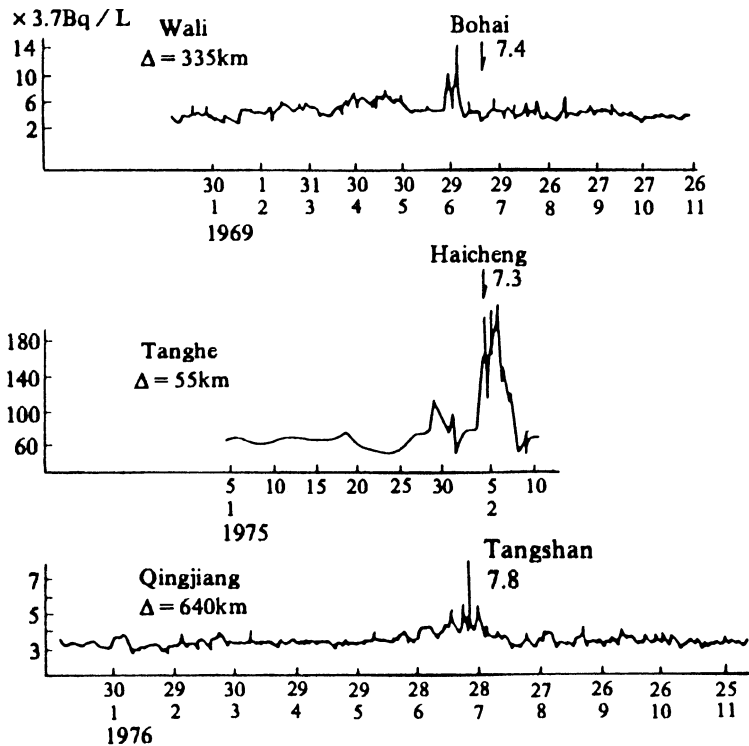 × 3.7Bq / L
Wali
Δ = 335km
Bohai
7.4
14
10
6
2
30 1 31 30 30 29 29 26 27 27 26
1 2 3 4 5 6 7 8 9 10 11
1969
Haicheng
7.3
Tanghe
Δ = 55km
180
140
100
60
5 10 15 20 25 30 5 10
1 2
1975
Tangshan
7.8
Qingjiang
Δ = 640km
7
5
3
30 29 30 29 29 28 28 27 26 26 25
1 2 3 4 5 6 7 8 9 10 11
1976